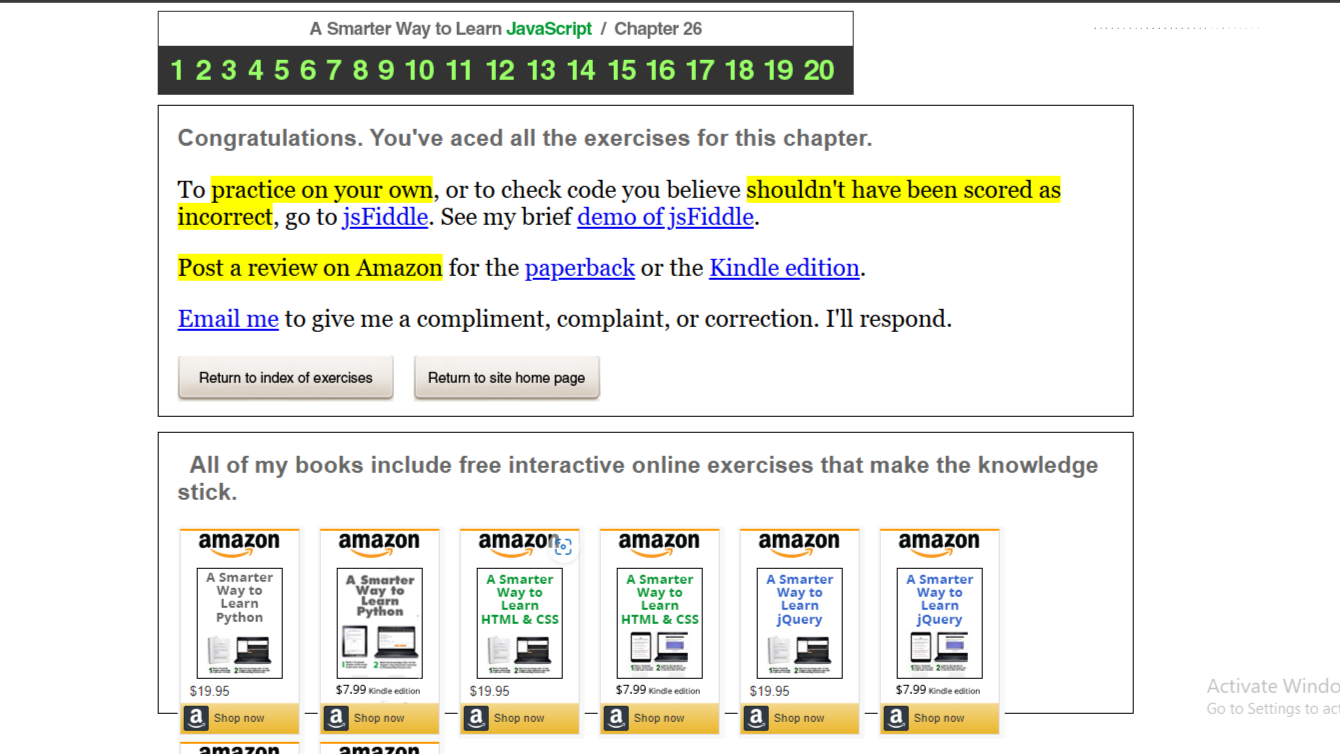 A Smarter Way to Learn JavaScript / Chapter 26
1 2 3 4 5 6 7 8 9 10 11 12 13 14 15 16 17 18 19 20
Congratulations. You've aced all the exercises for this chapter.
To practice on your own, or to check code you believe shouldn't have been scored as
incorrect, go to jsFiddle. See my brief demo of jsFiddle.
Post a review on Amazon for the paperback or the Kindle edition.
Email me to give me a compliment, complaint, or correction. I'll respond.
Return to index of exercises Return to site home page
All of my books include free interactive online exercises that make the knowledge
stick.
amazon amazon amazon amazon amazon amazon
A Smarter A Smarter A Smarter A Smarter A Smarter A Smarter
Way to Way to Way to Way to Way to Way to
Learn Learn Learn Learn Learn Learn
Python Python HTML & CSS HTML & CSS jQuery jQuery
$19.95 $7.99 Kindle edition $19.95 $7.99 Kindle edition $19.95 $7.99 Kindle edition
a Shop now a Shop now a Shop now a Shop now a Shop now a Shop now
amazon amazon
Activate Windo
Go to Settings to act